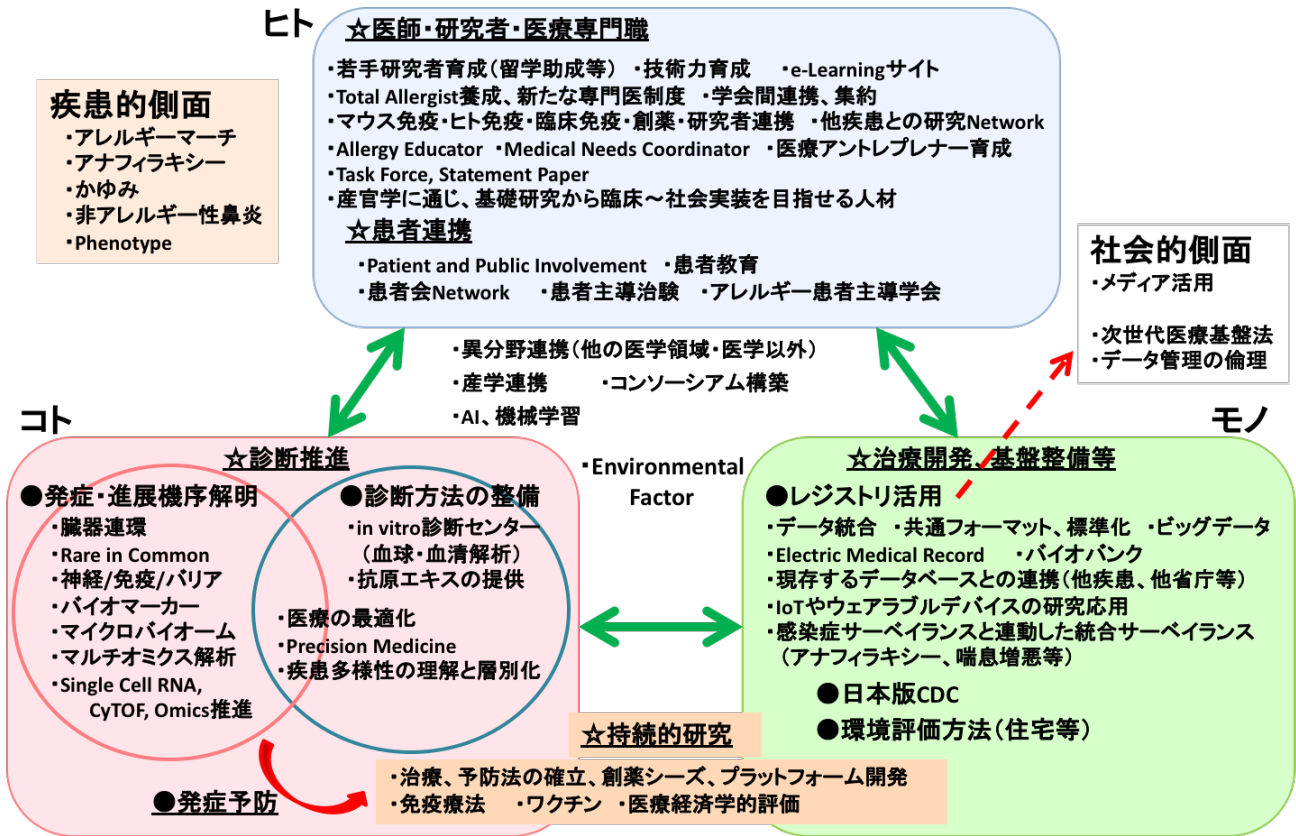 ヒト
☆医師・研究者・医療専門職
・若手研究者育成(留学助成等) ・技術力育成 ・e-Learningサイト
・Total Allergist養成、新たな専門医制度 ・学会間連携、集約
・マウス免疫・ヒト免疫・臨床免疫・創薬・研究者連携 ・他疾患との研究Network
・Allergy Educator ・Medical Needs Coordinator ・医療アントレプレナー育成
・Task Force, Statement Paper
・産官学に通じ、基礎研究から臨床～社会実装を目指せる人材
☆患者連携
・Patient and Public Involvement ・患者教育
・患者会Network ・患者主導治験 ・アレルギー患者主導学会
疾患的側面
・アレルギーマーチ
・アナフィラキシー
・かゆみ
・非アレルギー性鼻炎
・Phenotype
社会的側面
・メディア活用
・次世代医療基盤法
・データ管理の倫理
・異分野連携(他の医学領域・医学以外)
・産学連携 ・コンソーシアム構築
・AI、機械学習
・Environmental
Factor
コト
☆診断推進
●発症・進展機序解明
・臓器連環
・Rare in Common
・神経/免疫/バリア
・バイオマーカー
・マイクロバイオーム
・マルチオミクス解析
・Single Cell RNA,
CyTOF, Omics推進
●診断方法の整備
・in vitro診断センター
(血球・血清解析)
・抗原エキスの提供
・医療の最適化
・Precision Medicine
・疾患多様性の理解と層別化
●発症予防
モノ
☆治療開発、基盤整備等
●レジストリ活用
・データ統合 ・共通フォーマット、標準化 ・ビッグデータ
・Electric Medical Record ・バイオバンク
・現存するデータベースとの連携(他疾患、他省庁等)
・IoTやウェアラブルデバイスの研究応用
・感染症サーベイランスと連動した統合サーベイランス
(アナフィラキシー、喘息増悪等)
●日本版CDC
●環境評価方法(住宅等)
☆持続的研究
・治療、予防法の確立、創薬シーズ、プラットフォーム開発
・免疫療法 ・ワクチン ・医療経済学的評価